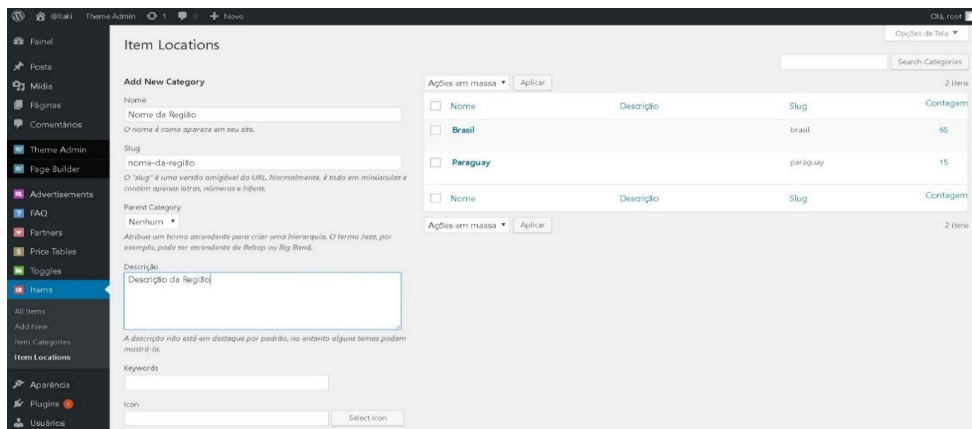 @llaki Theme Admin 1 0 + Novo Olá, root
Opções de Tela ▼
Painel
Posts
Mídia
Páginas
Comentários
Theme Admin
Page Builder
Advertisements
FAQ
Partners
Price Tables
Toggles
Items
All Items
Add New
Item Categories
Item Locations
Aparência
Plugins 1
Usuários
Item Locations
Search Categories
Add New Category
Nome
Nome da Região
O nome é como aparece em seu site.
Slug
nome-da-região
O "slug" é uma versão amigável do URL. Normalmente, é todo em minúsculas e
contém apenas letras, números e hífens.
Parent Category
Nenhum ▼
Atribua um termo ascendente para criar uma hierarquia. O termo Jazz, por
exemplo, pode ser ascendente de Bebop ou Big Band.
Descrição
Descrição da Região
A descrição não está em destaque por padrão, no entanto alguns temas podem
mostrá-la.
Keywords
Icon
Select Icon
Ações em massa ▼ Aplicar 2 itens
Nome Descrição Slug Contagem
Brasil brasil 65
Paraguay paraguay 15
Nome Descrição Slug Contagem
Ações em massa ▼ Aplicar 2 itens